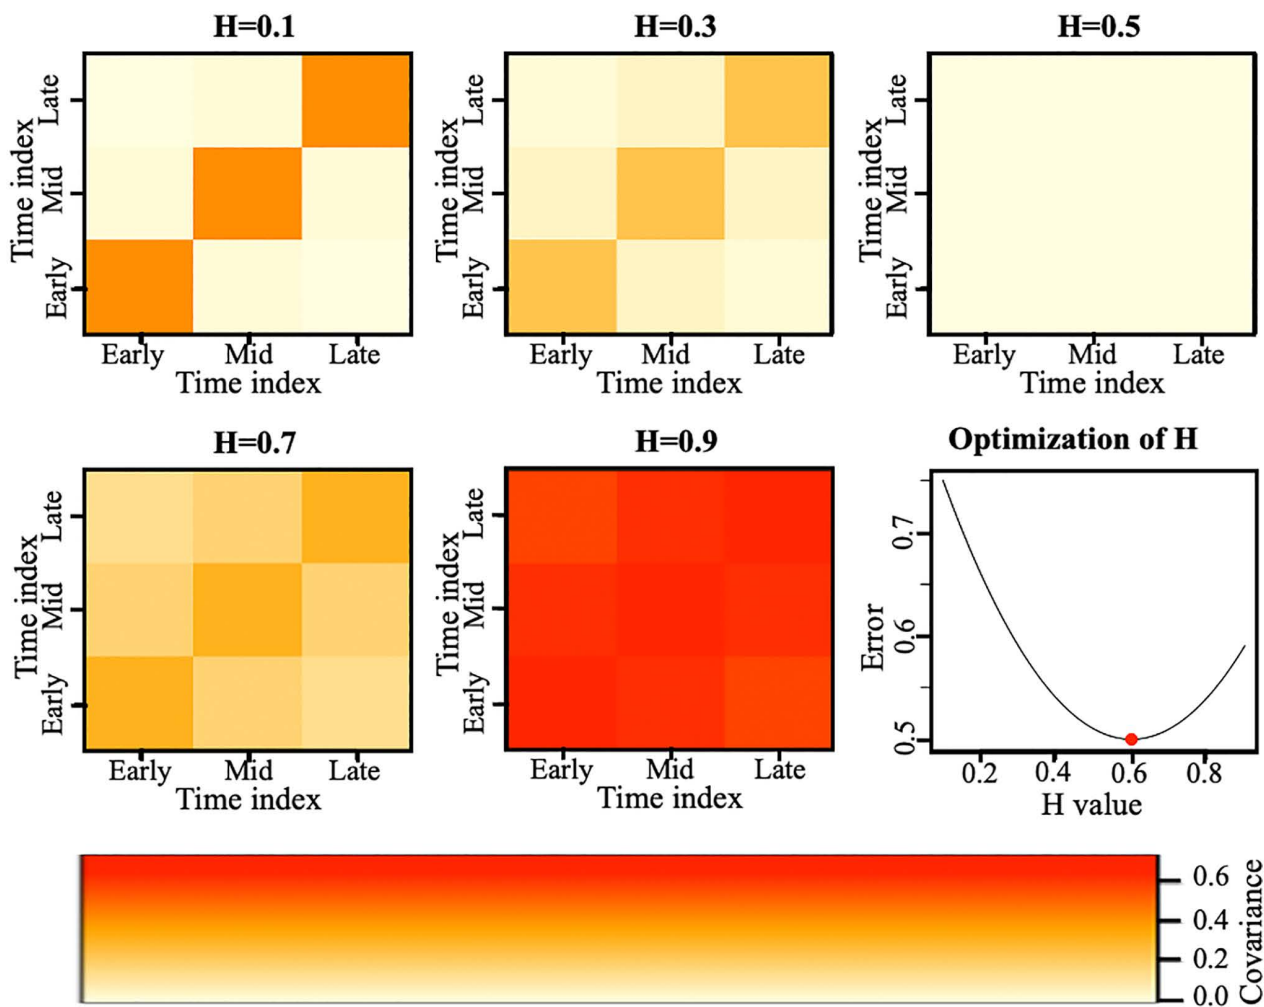 H=0.1
Late
Mid
Early
Time index
Early Mid Late
Time index
H=0.3
Late
Mid
Early
Time index
Early Mid Late
Time index
H=0.5
Late
Mid
Early
Time index
Early Mid Late
Time index
H=0.7
Late
Mid
Early
Time index
Early Mid Late
Time index
H=0.9
Late
Mid
Early
Time index
Early Mid Late
Time index
Optimization of H
0.7
0.6
0.5
Error
0.2 0.4 0.6 0.8
H value
0.6
0.4
0.2
0.0
Covariance